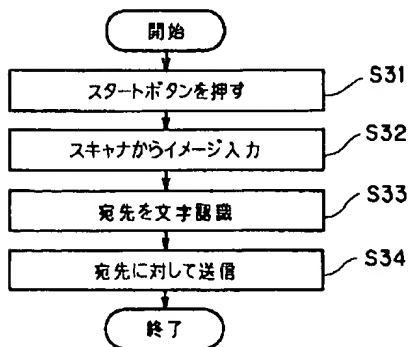 開始
スタートボタンを押す
S31
スキャナからイメージ入力
S32
宛先を文字認識
S33
宛先に対して送信
S34
終了